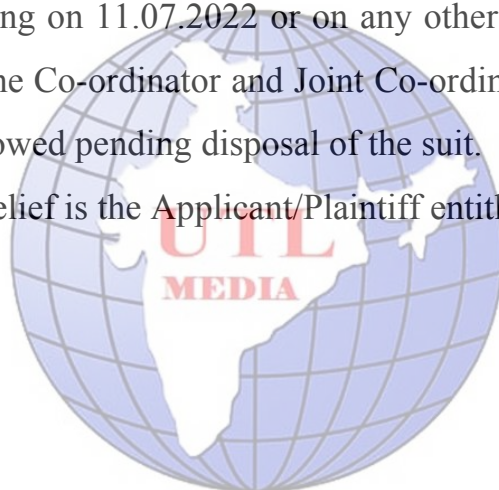 ing on 11.07.2022 or on any other
he Co-ordinator and Joint Co-ordin
owed pending disposal of the suit.
elief is the Applicant/Plaintiff entitl
UTL
MEDIA